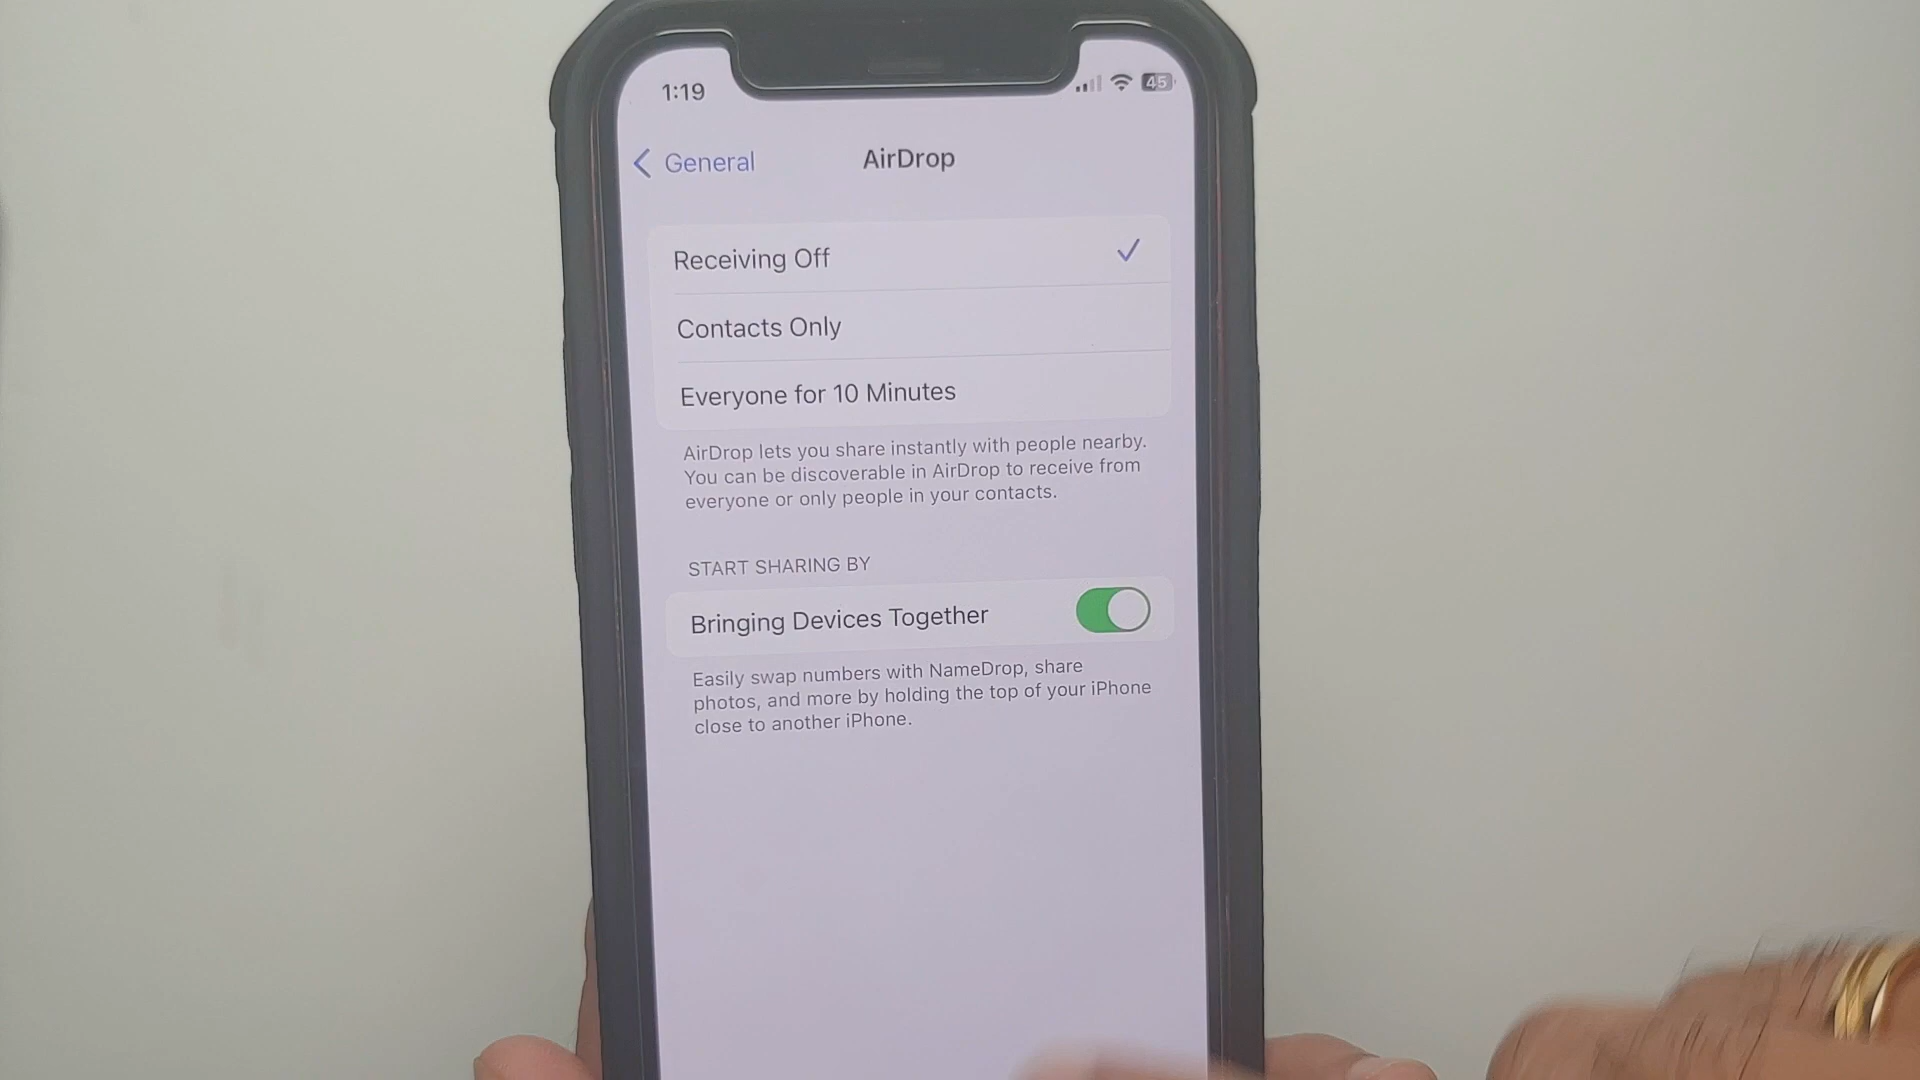 1:19
45
General
AirDrop
Receiving Off
Contacts Only
Everyone for 10 Minutes
AirDrop lets you share instantly with people nearby.
You can be discoverable in AirDrop to receive from
everyone or only people in your contacts.
START SHARING BY
Bringing Devices Together
Easily swap numbers with NameDrop, share
photos, and more by holding the top of your iPhone
close to another iPhone.